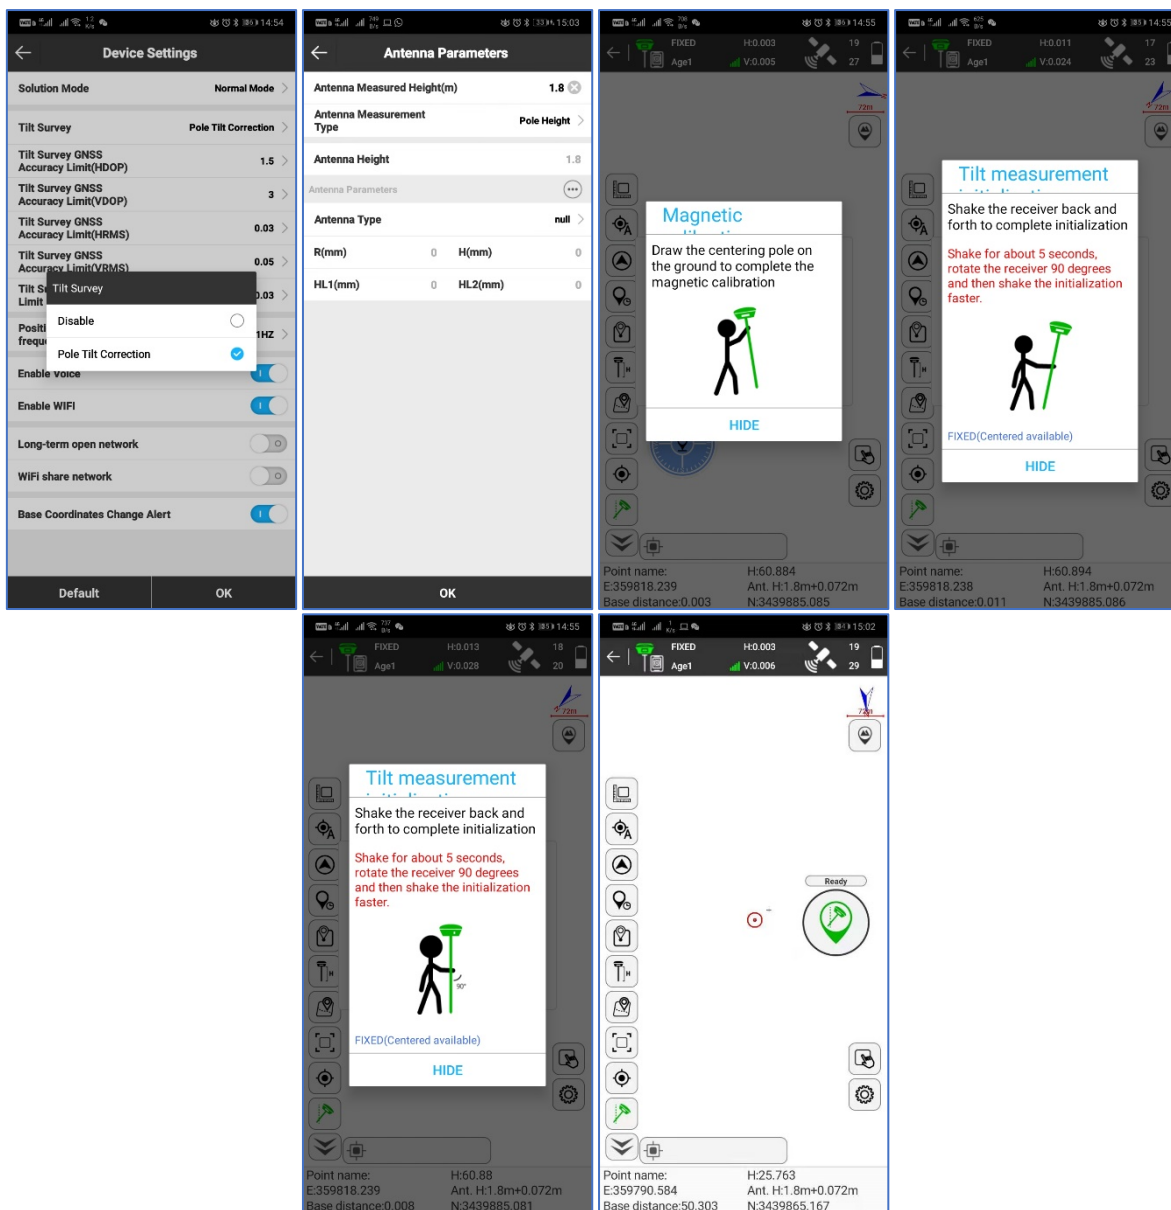 14:54
Device Settings
Solution Mode Normal Mode
Tilt Survey Pole Tilt Correction
Tilt Survey GNSS
Accuracy Limit(HDOP) 1.5
Tilt Survey GNSS
Accuracy Limit(VDOP) 3
Tilt Survey GNSS
Accuracy Limit(HRMS) 0.03
Tilt Survey GNSS
Accuracy Limit(VRMS) 0.05
Limit 0.03
Tilt Survey
Disable
Pole Tilt Correction
1HZ
Enable Voice
Enable WIFI
Long-term open network
WiFi share network
Base Coordinates Change Alert
Default OK
15:03
Antenna Parameters
Antenna Measured Height(m) 1.8
Antenna Measurement
Type Pole Height
Antenna Height 1.8
Antenna Parameters
Antenna Type null
R(mm) 0 H(mm) 0
HL1(mm) 0 HL2(mm) 0
OK
14:55
FIXED H:0.003 19
Age1 V:0.005 27
72m
Magnetic
Draw the centering pole on
the ground to complete the
magnetic calibration
HIDE
Point name: H:60.884
E:359818.239 Ant. H:1.8m+0.072m
Base distance:0.003 N:3439885.085
14:55
FIXED H:0.011 17
Age1 V:0.024 23
72m
Tilt measurement
Shake the receiver back and
forth to complete initialization
Shake for about 5 seconds,
rotate the receiver 90 degrees
and then shake the initialization
faster.
FIXED(Centered available)
HIDE
Point name: H:60.894
E:359818.238 Ant. H:1.8m+0.072m
Base distance:0.011 N:3439885.086
14:55
FIXED H:0.013 18
Age1 V:0.028 20
72m
Tilt measurement
Shake the receiver back and
forth to complete initialization
Shake for about 5 seconds,
rotate the receiver 90 degrees
and then shake the initialization
faster.
90°
FIXED(Centered available)
HIDE
Point name: H:60.88
E:359818.239 Ant. H:1.8m+0.072m
Base distance:0.008 N:3439885.081
15:02
FIXED H:0.003 19
Age1 V:0.006 29
72m
Ready
Point name: H:25.763
E:359790.584 Ant. H:1.8m+0.072m
Base distance:50.303 N:3439865.167